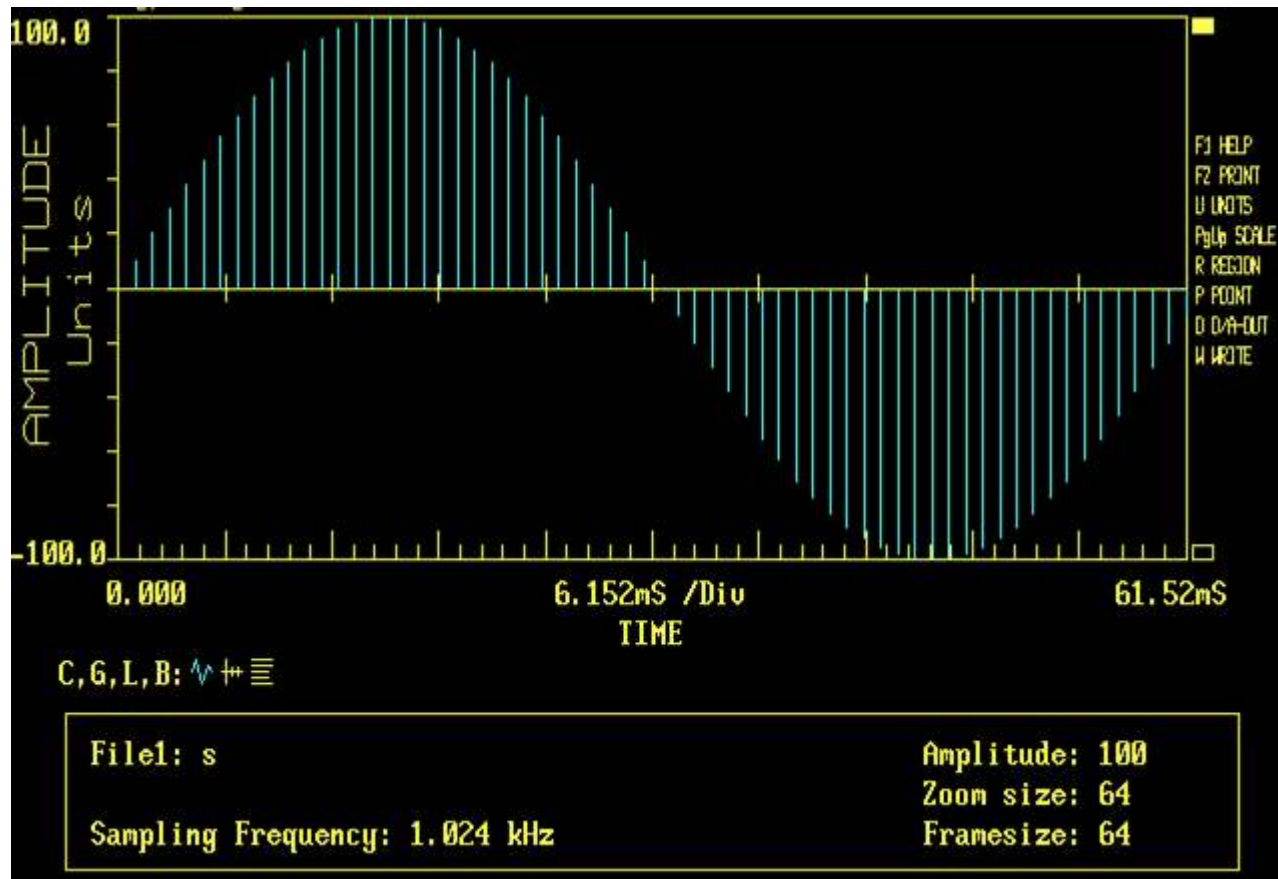 100.0
AMPLITUDE
Units
-100.0
F1 HELP
F2 PRINT
U UNITS
PgUp SCALE
R REGION
P POINT
D D/A-OUT
W WRITE
0.000 6.152mS /Div 61.52mS
TIME
C,G,L,B:
File1: s
Amplitude: 100
Zoom size: 64
Sampling Frequency: 1.024 kHz
Framesize: 64